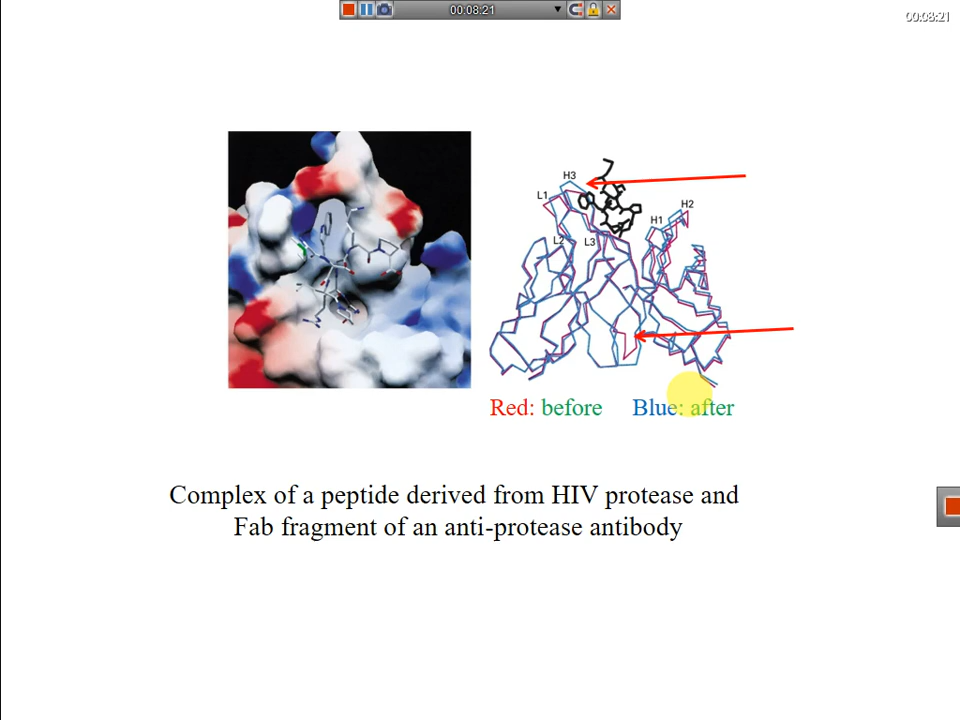 00:08:21
00:08:21
H3
L1
H2
H1
L2
L3
Red: before Blue: after
Complex of a peptide derived from HIV protease and
Fab fragment of an anti-protease antibody